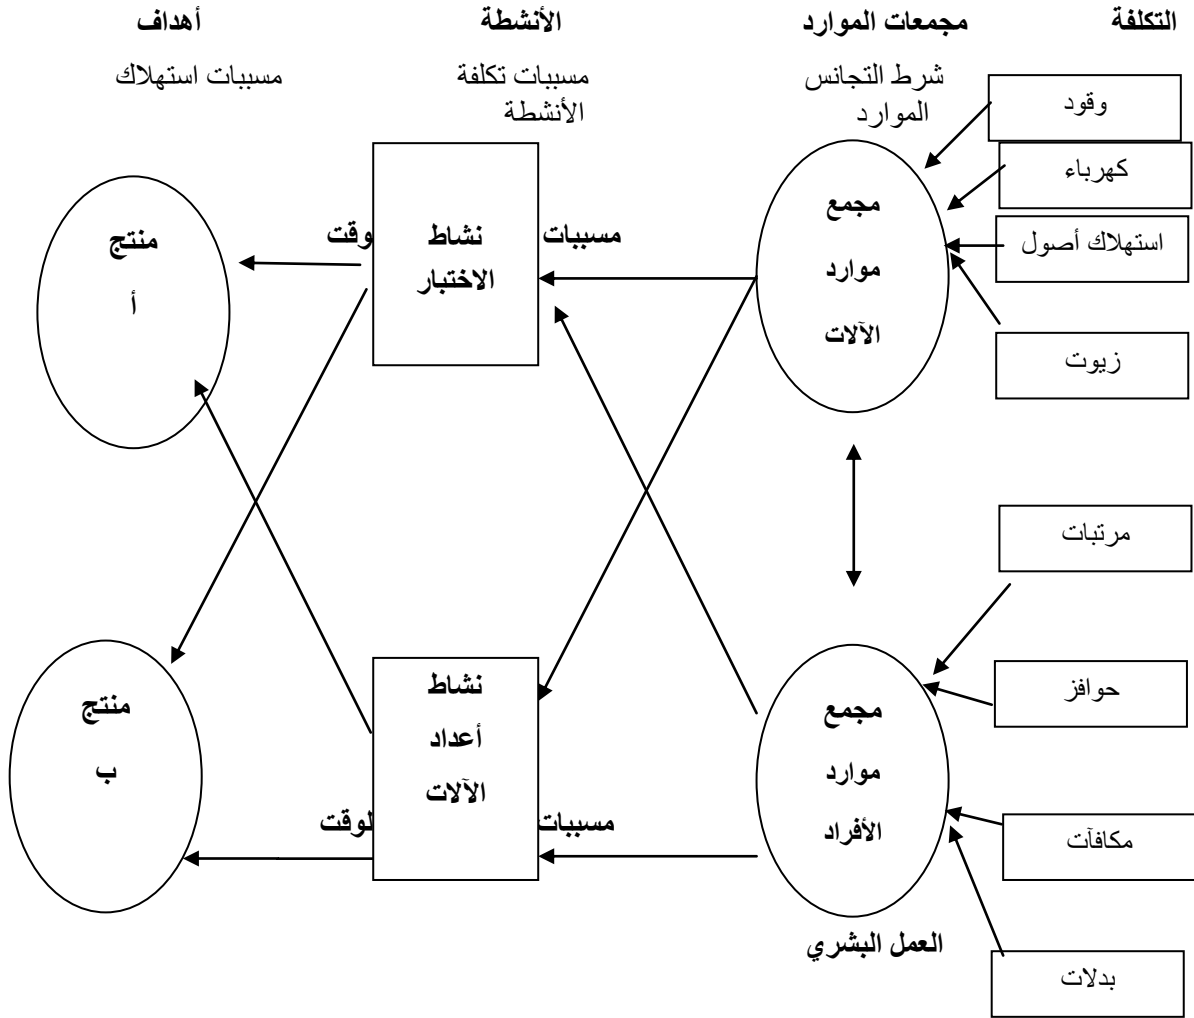 التكلفة
مجمعات الموارد
الأنشطة
أهداف
شرط التجانس
الموارد
مسببات تكلفة
الأنشطة
مسببات استهلاك
وقود
كهرباء
استهلاك أصول
زيوت
مجمع
موارد
الآلات
مسببات
نشاط
الاختبار
وقت
منتج
أ
مرتبات
حوافز
مكافآت
بدلات
مجمع
موارد
الأفراد
العمل البشري
مسببات
نشاط
أعداد
الآلات
لوقت
منتج
ب